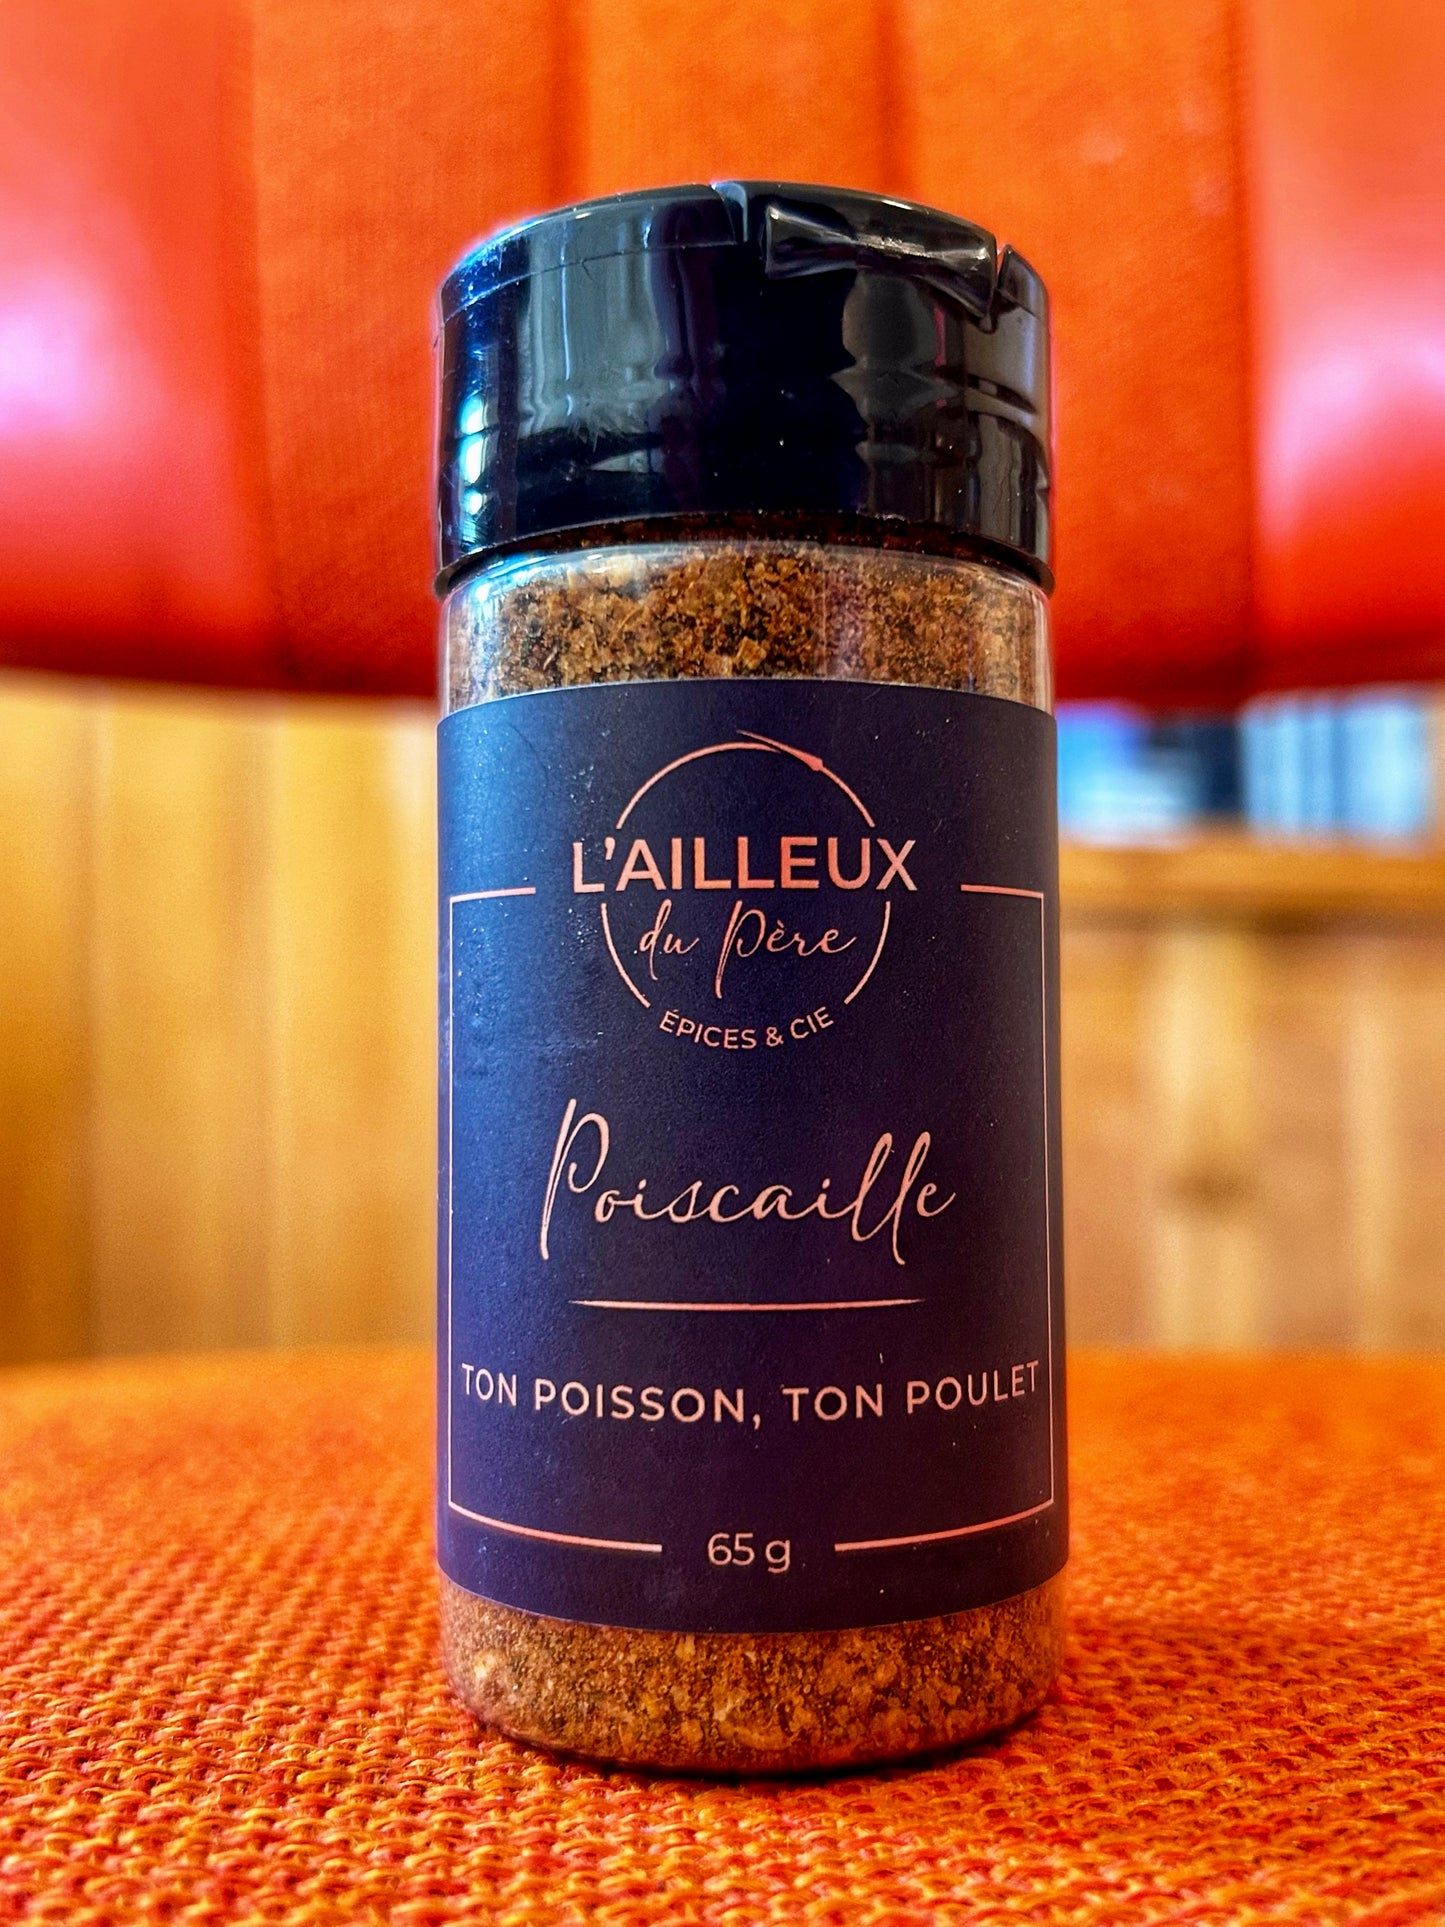 L'AILLEUX
du Père
ÉPICES & CIE
Poiscaille
TON POISSON, TON POULET
65 g